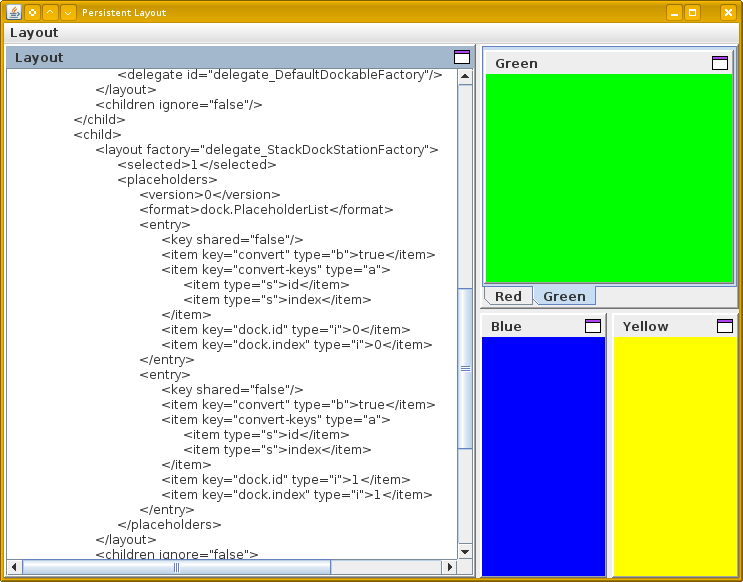 Persistent Layout
Layout
Layout
<delegate id="delegate_DefaultDockableFactory"/>
</layout>
<children ignore="false"/>
</child>
<child>
<layout factory="delegate_StackDockStationFactory">
<selected>1</selected>
<placeholders>
<version>0</version>
<format>dock.PlaceholderList</format>
<entry>
<key shared="false"/>
<item key="convert" type="b">true</item>
<item key="convert-keys" type="a">
<item type="s">id</item>
<item type="s">index</item>
</item>
<item key="dock.id" type="i">0</item>
<item key="dock.index" type="i">0</item>
</entry>
<entry>
<key shared="false"/>
<item key="convert" type="b">true</item>
<item key="convert-keys" type="a">
<item type="s">id</item>
<item type="s">index</item>
</item>
<item key="dock.id" type="i">1</item>
<item key="dock.index" type="i">1</item>
</entry>
</placeholders>
</layout>
<children ignore="false">
Green
Red
Green
Blue
Yellow